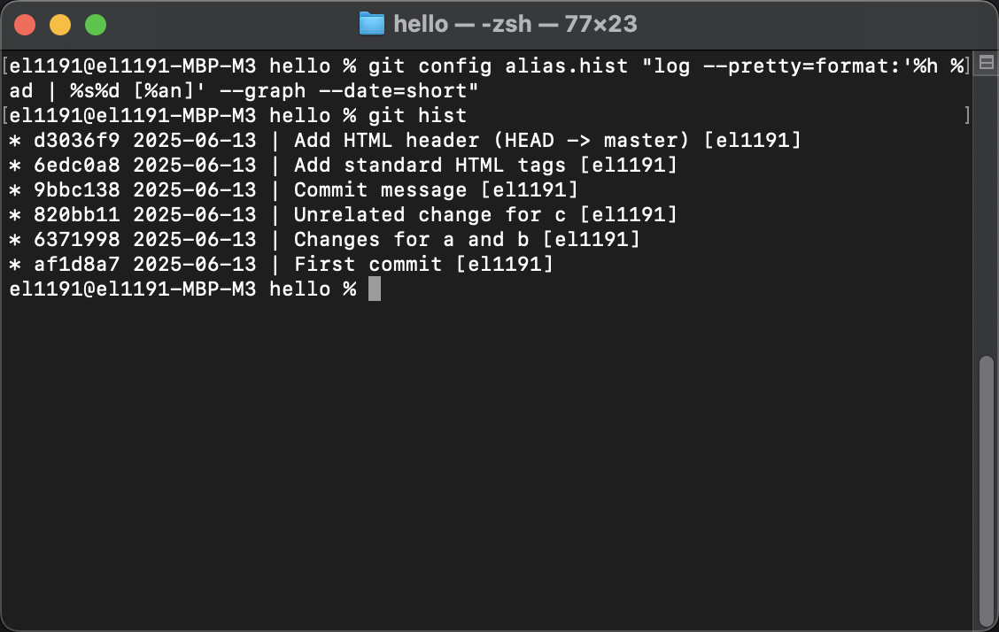 hello — -zsh — 77×23
[el1191@el1191-MBP-M3 hello % git config alias.hist "log --pretty=format:'%h %]
ad | %s%d [%an]' --graph --date=short"
[el1191@el1191-MBP-M3 hello % git hist ]
* d3036f9 2025-06-13 | Add HTML header (HEAD -> master) [el1191]
* 6edc0a8 2025-06-13 | Add standard HTML tags [el1191]
* 9bbc138 2025-06-13 | Commit message [el1191]
* 820bb11 2025-06-13 | Unrelated change for c [el1191]
* 6371998 2025-06-13 | Changes for a and b [el1191]
* af1d8a7 2025-06-13 | First commit [el1191]
el1191@el1191-MBP-M3 hello %